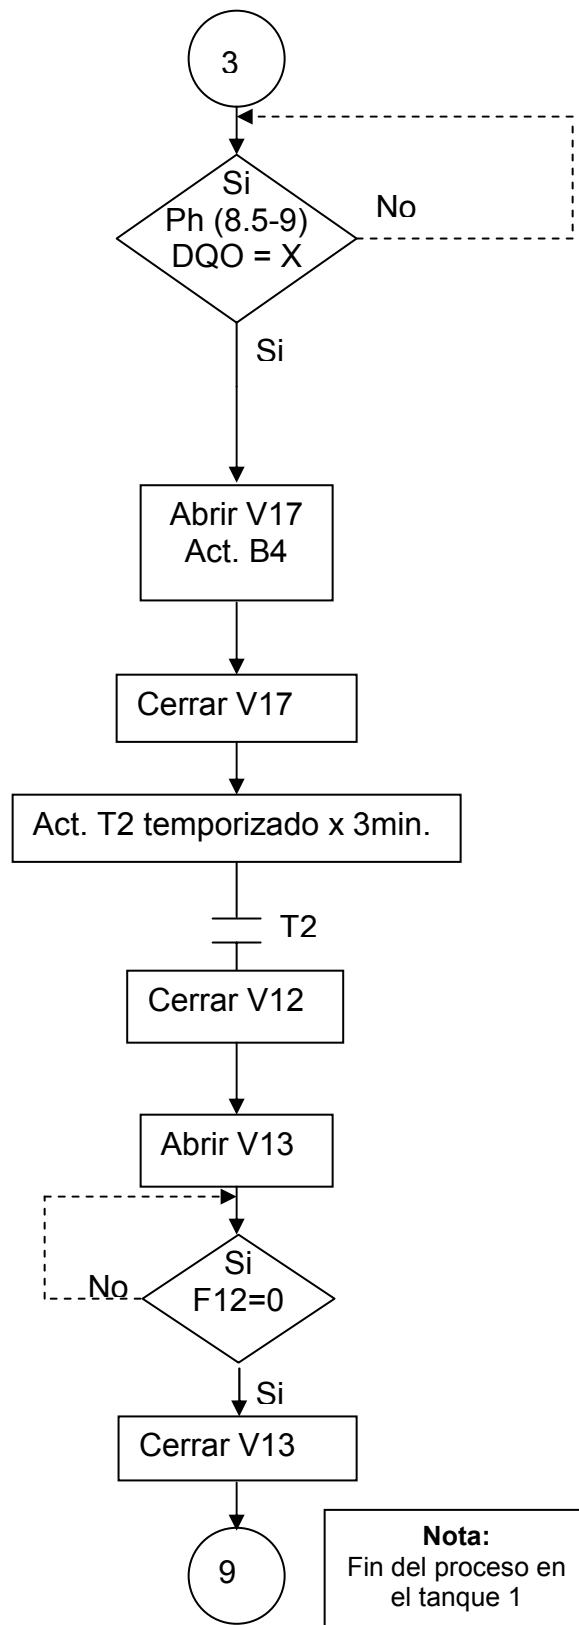 3
Si
Ph (8.5-9)
DQO = X
No
Si
Abrir V17
Act. B4
Cerrar V17
Act. T2 temporizado x 3min.
T2
Cerrar V12
Abrir V13
Si
F12=0
No
Si
Cerrar V13
9
Nota:
Fin del proceso en
el tanque 1